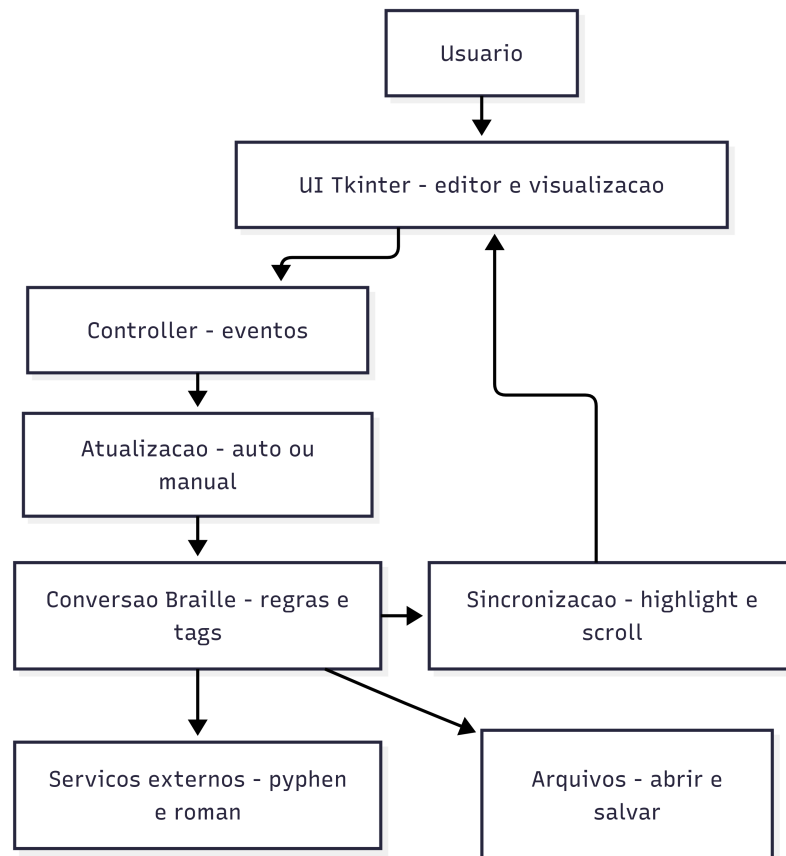 Usuario
UI Tkinter - editor e visualizacao
Controller - eventos
Atualizacao - auto ou
manual
Conversao Braille - regras e
tags
Sincronizacao - highlight e
scroll
Servicos externos - pyphen
e roman
Arquivos - abrir e
salvar